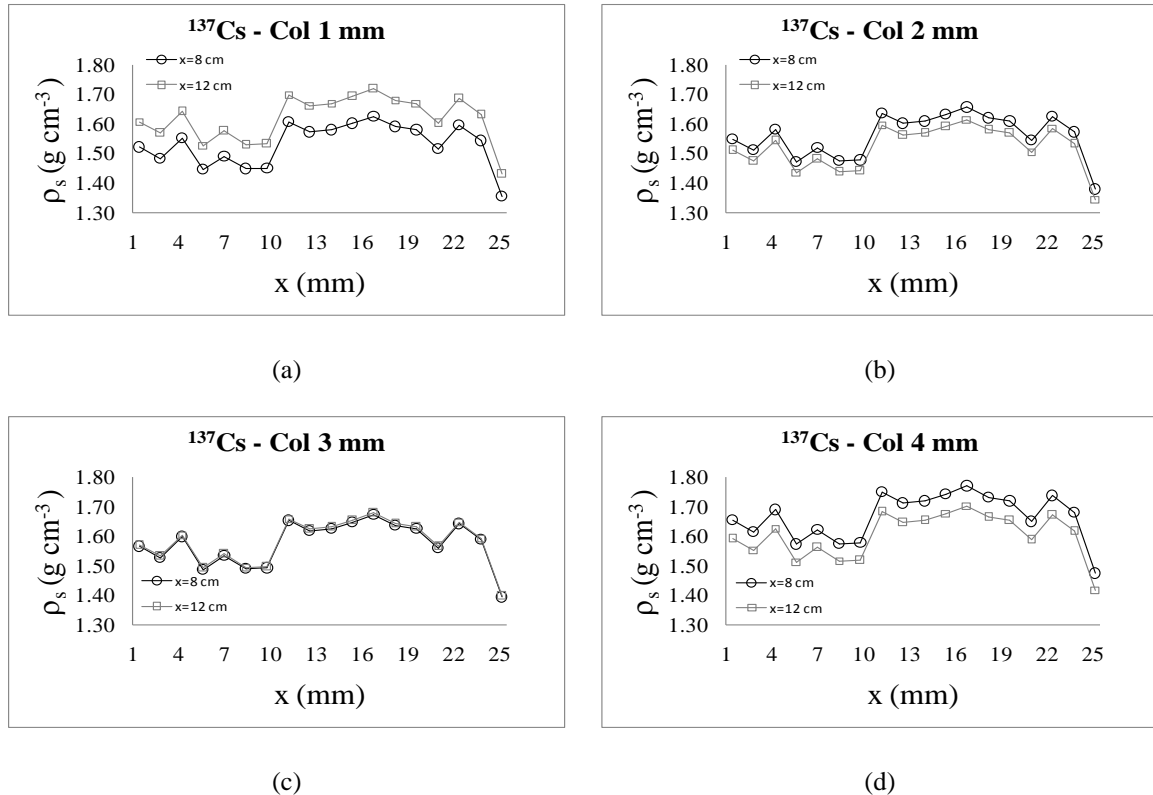 ¹³⁷Cs - Col 1 mm
x=8 cm
x=12 cm
1.80
1.70
1.60
1.50
1.40
1.30
ρs (g cm⁻³)
1 4 7 10 13 16 19 22 25
x (mm)
(a)
¹³⁷Cs - Col 2 mm
x=8 cm
x=12 cm
1.80
1.70
1.60
1.50
1.40
1.30
ρs (g cm⁻³)
1 4 7 10 13 16 19 22 25
x (mm)
(b)
¹³⁷Cs - Col 3 mm
1.80
1.70
1.60
1.50
1.40
1.30
ρs (g cm⁻³)
x=8 cm
x=12 cm
1 4 7 10 13 16 19 22 25
x (mm)
(c)
¹³⁷Cs - Col 4 mm
1.80
1.70
1.60
1.50
1.40
1.30
ρs (g cm⁻³)
x=8 cm
x=12 cm
1 4 7 10 13 16 19 22 25
x (mm)
(d)